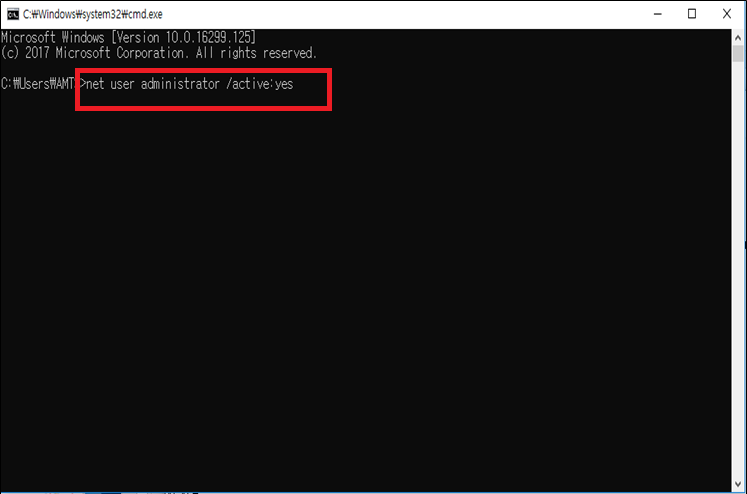 C:₩Windows₩system32₩cmd.exe
Microsoft Windows [Version 10.0.16299.125]
(c) 2017 Microsoft Corporation. All rights reserved.
C:₩Users₩AMT>net user administrator /active:yes